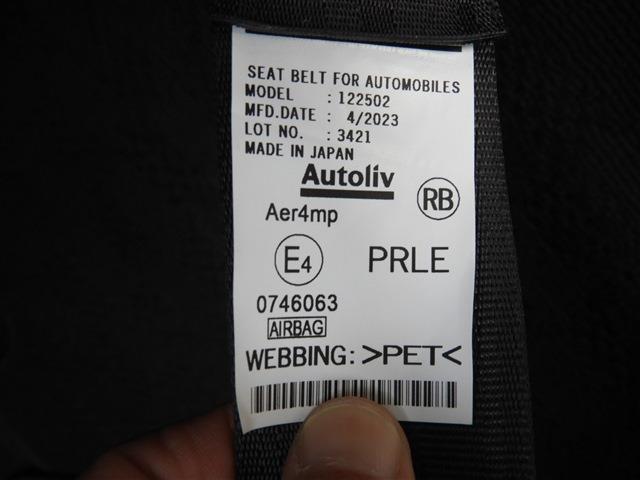 SEAT BELT FOR AUTOMOBILES
MODEL : 122502
MFD.DATE : 4/2023
LOT NO. : 3421
MADE IN JAPAN
Autoliv
RB
Aer4mp
E4 PRLE
0746063
AIRBAG
WEBBING: >PET<